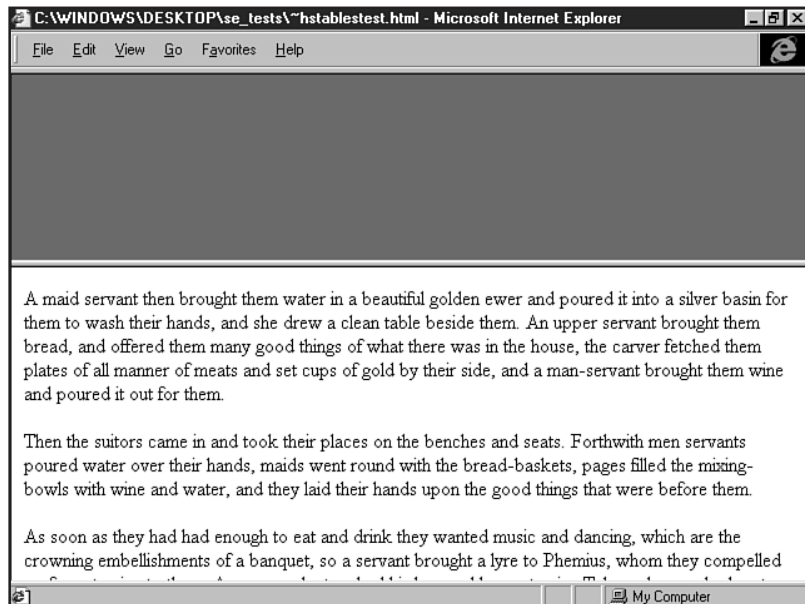 C:\WINDOWS\DESKTOP\se_tests\~hstablestest.html - Microsoft Internet Explorer
File Edit View Go Favorites Help
A maid servant then brought them water in a beautiful golden ewer and poured it into a silver basin for
them to wash their hands, and she drew a clean table beside them. An upper servant brought them
bread, and offered them many good things of what there was in the house, the carver fetched them
plates of all manner of meats and set cups of gold by their side, and a man-servant brought them wine
and poured it out for them.
Then the suitors came in and took their places on the benches and seats. Forthwith men servants
poured water over their hands, maids went round with the bread-baskets, pages filled the mixing-
bowls with wine and water, and they laid their hands upon the good things that were before them.
As soon as they had had enough to eat and drink they wanted music and dancing, which are the
crowning embellishments of a banquet, so a servant brought a lyre to Phemius, whom they compelled
My Computer